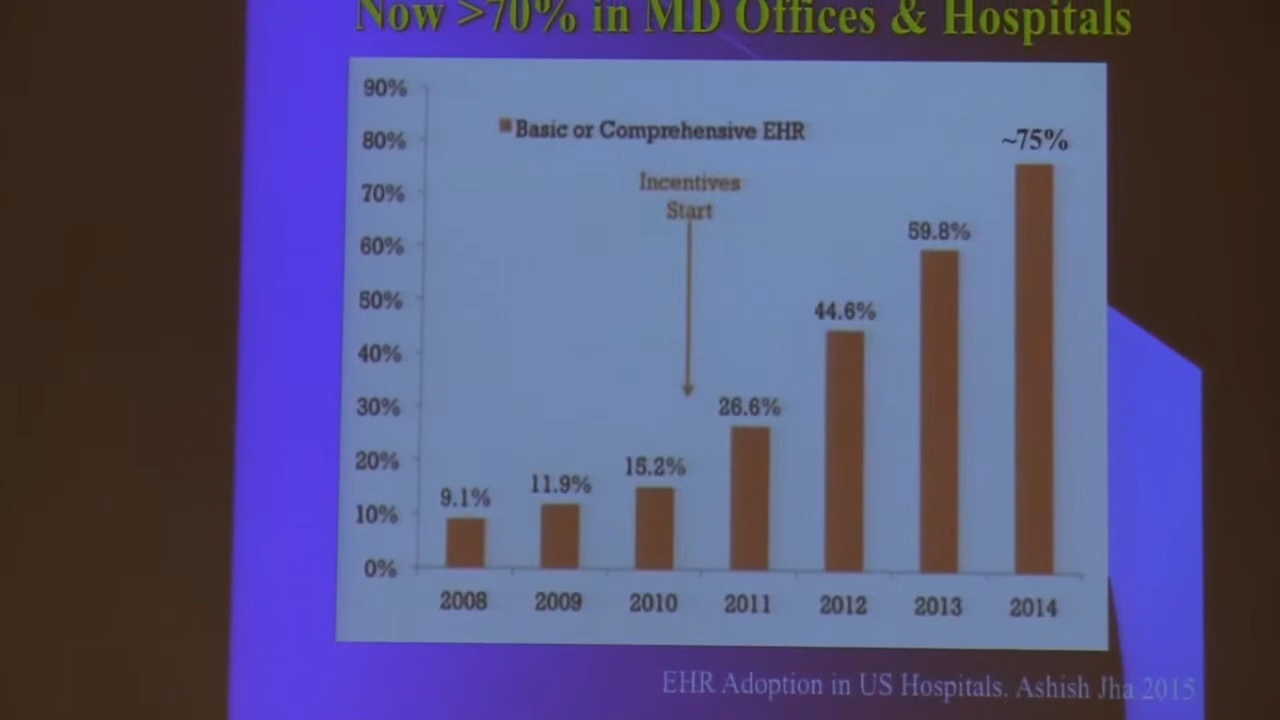 Now >70% in MD Offices & Hospitals
90%
80%
70%
60%
50%
40%
30%
20%
10%
0%
Basic or Comprehensive EHR
Incentives
Start
9.1%
11.9%
15.2%
26.6%
44.6%
59.8%
~75%
2008 2009 2010 2011 2012 2013 2014
EHR Adoption in US Hospitals. Ashish Jha 2015